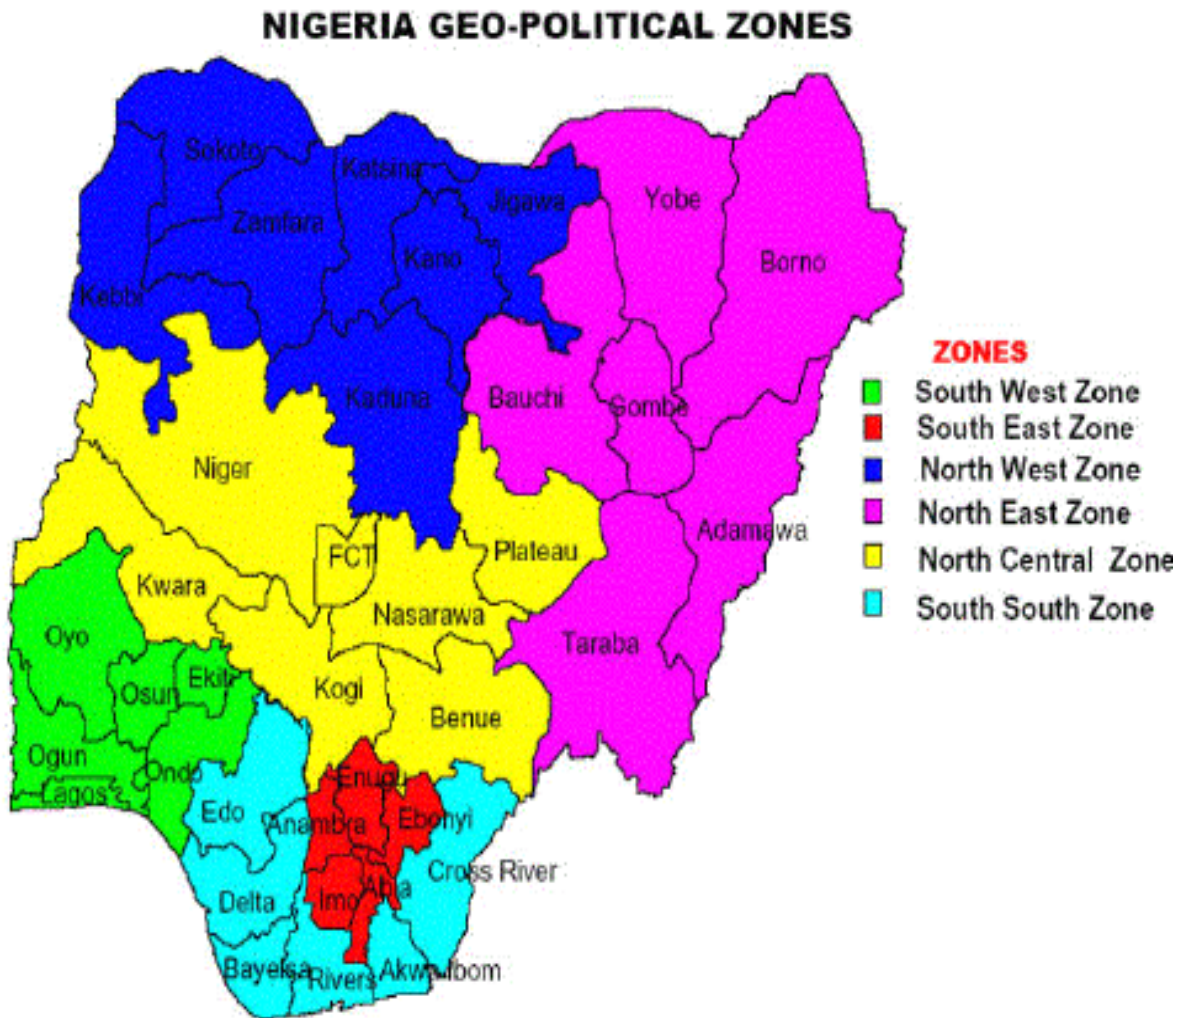 NIGERIA GEO-POLITICAL ZONES
Sokoto
Katsina
Jigawa
Yobe
Zamfara
Kano
Borno
Kebbi
Kaduna
Bauchi
Gombe
Niger
Adamawa
FCT
Plateau
Kwara
Nasarawa
Oyo
Taraba
Ekiti
Osun
Kogi
Benue
Ogun
Ondo
Enugu
Lagos
Edo
Anambra
Ebonyi
Cross River
Delta
Imo
Abia
Bayelsa
Rivers
Akwa Ibom
ZONES
South West Zone
South East Zone
North West Zone
North East Zone
North Central Zone
South South Zone